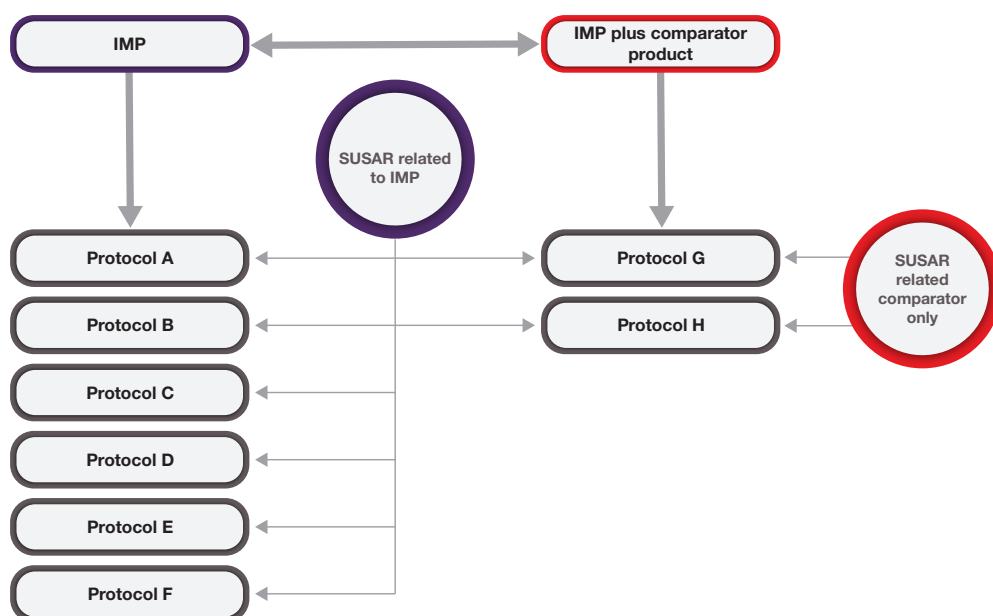 IMP
IMP plus comparator
product
SUSAR related
to IMP
Protocol A
Protocol G
SUSAR
related
comparator
only
Protocol B
Protocol H
Protocol C
Protocol D
Protocol E
Protocol F